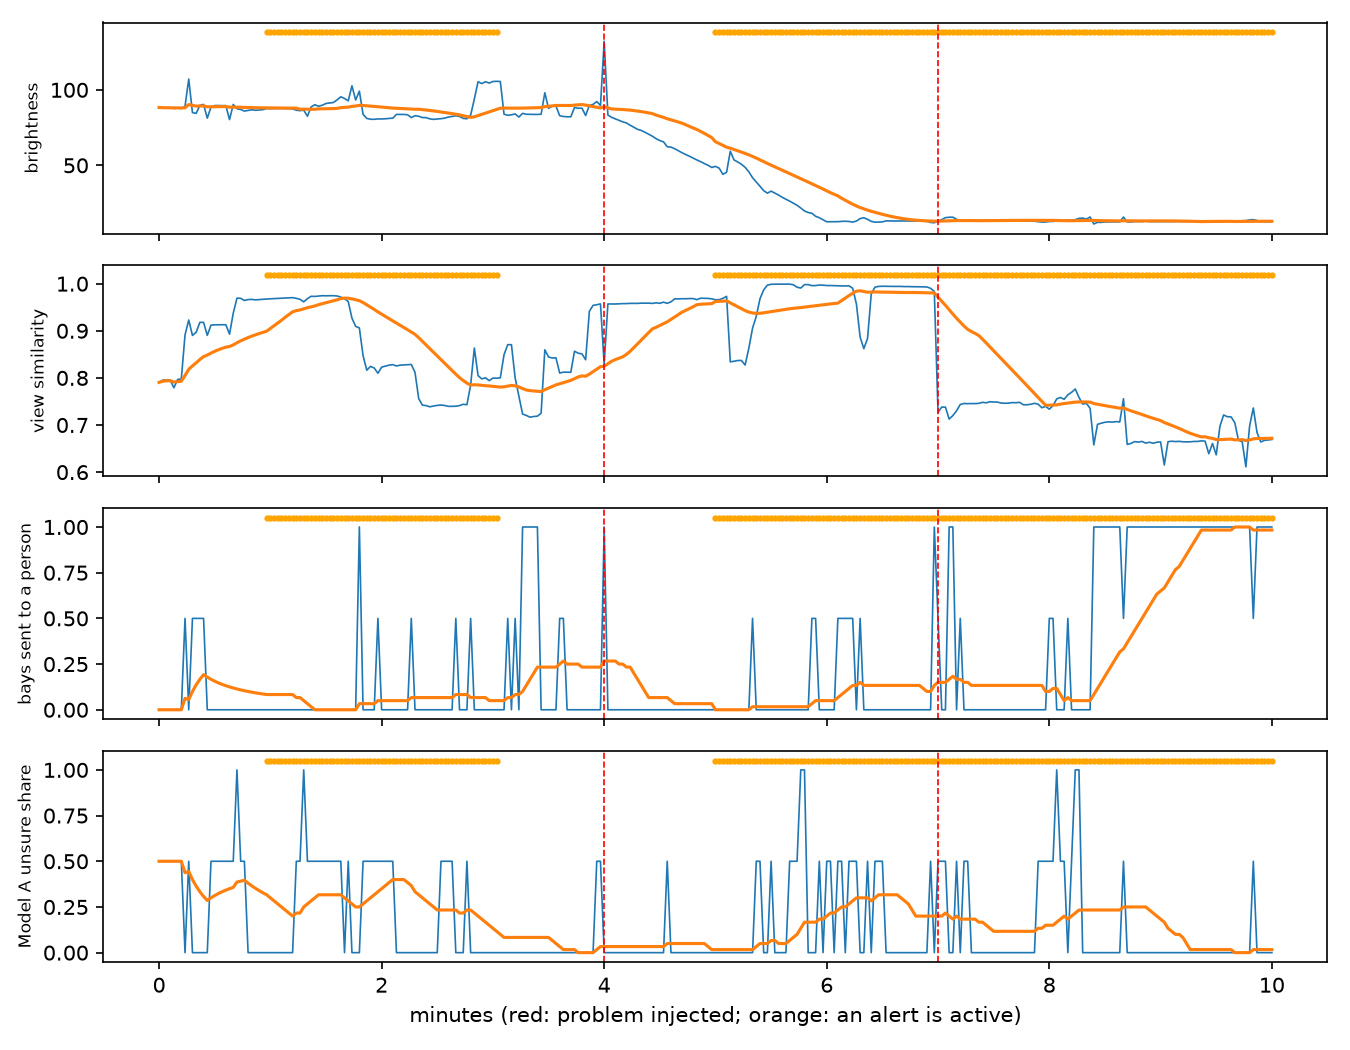 brightness
100
50
view similarity
1.0
0.9
0.8
0.7
0.6
bays sent to a person
1.00
0.75
0.50
0.25
0.00
Model A unsure share
1.00
0.75
0.50
0.25
0.00
0 2 4 6 8 10
minutes (red: problem injected; orange: an alert is active)